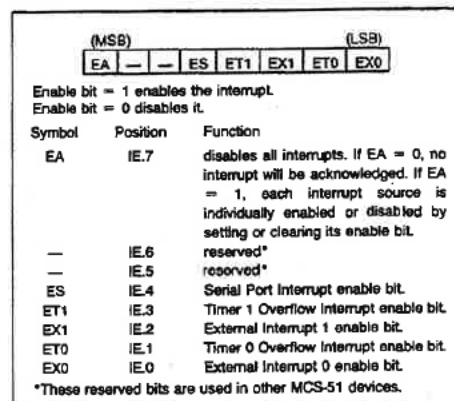 (MSB) (LSB)
EA — — ES ET1 EX1 ET0 EX0
Enable bit = 1 enables the interrupt.
Enable bit = 0 disables it.
Symbol Position Function
EA IE.7 disables all interrupts. If EA = 0, no
interrupt will be acknowledged. If EA
= 1, each interrupt source is
individually enabled or disabled by
setting or clearing its enable bit.
— IE.6 reserved*
— IE.5 reserved*
ES IE.4 Serial Port Interrupt enable bit.
ET1 IE.3 Timer 1 Overflow Interrupt enable bit.
EX1 IE.2 External Interrupt 1 enable bit.
ET0 IE.1 Timer 0 Overflow Interrupt enable bit.
EX0 IE.0 External Interrupt 0 enable bit.
*These reserved bits are used in other MCS-51 devices.